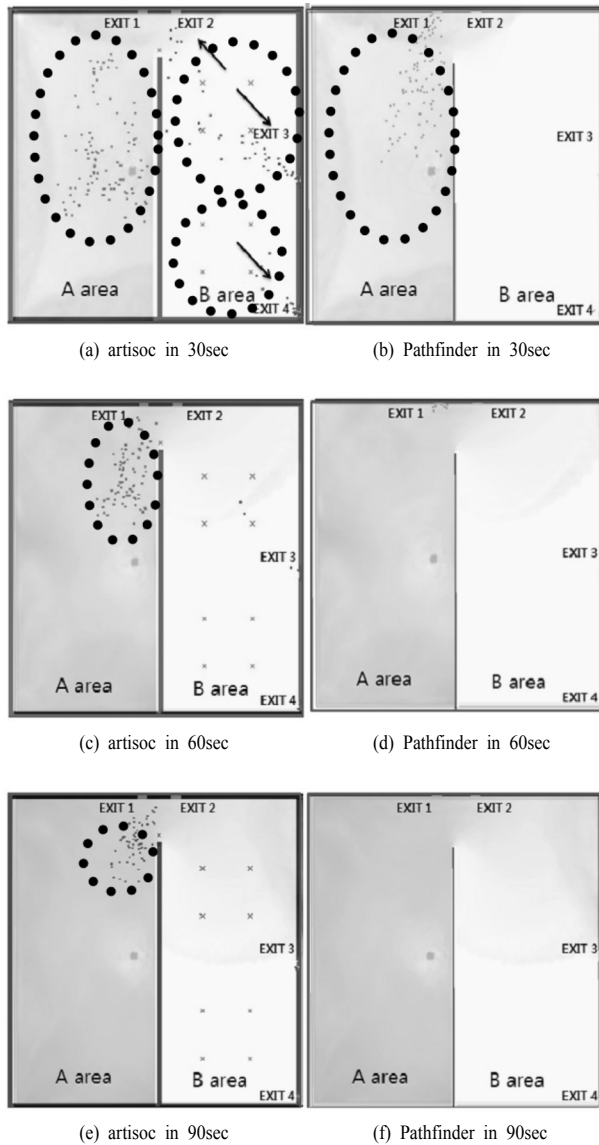 EXIT 1 EXIT 2
EXIT 3
A area B area
EXIT 4
(a) artisoc in 30sec
EXIT 1 EXIT 2
EXIT 3
A area B area
EXIT 4
(b) Pathfinder in 30sec
EXIT 1 EXIT 2
EXIT 3
A area B area
EXIT 4
(c) artisoc in 60sec
EXIT 1 EXIT 2
EXIT 3
A area B area
EXIT 4
(d) Pathfinder in 60sec
EXIT 1 EXIT 2
EXIT 3
A area B area
EXIT 4
(e) artisoc in 90sec
EXIT 1 EXIT 2
EXIT 3
A area B area
EXIT 4
(f) Pathfinder in 90sec